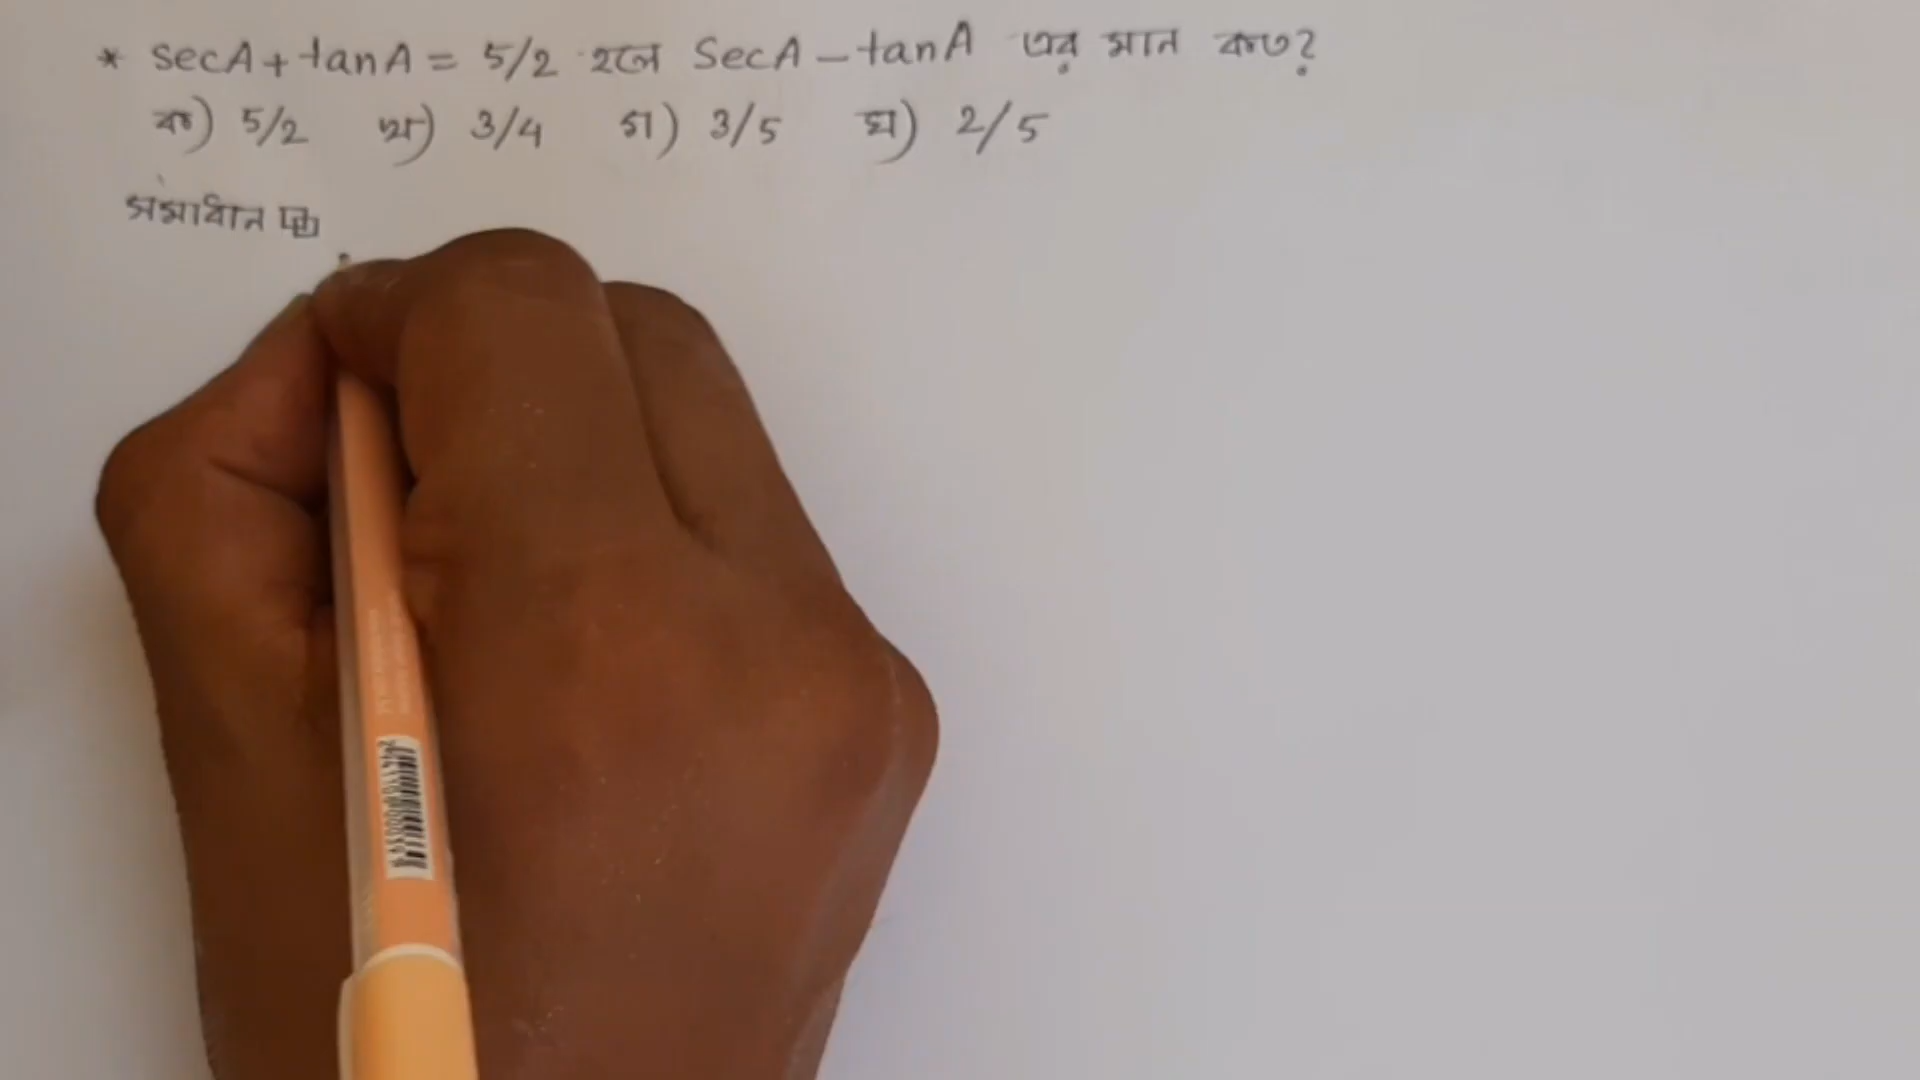 * secA+tanA = 5/2 হলে SecA-tanA এর মান কত?
ক) 5/2 খ) 3/4 গ) 3/5 ঘ) 2/5
সমাধান